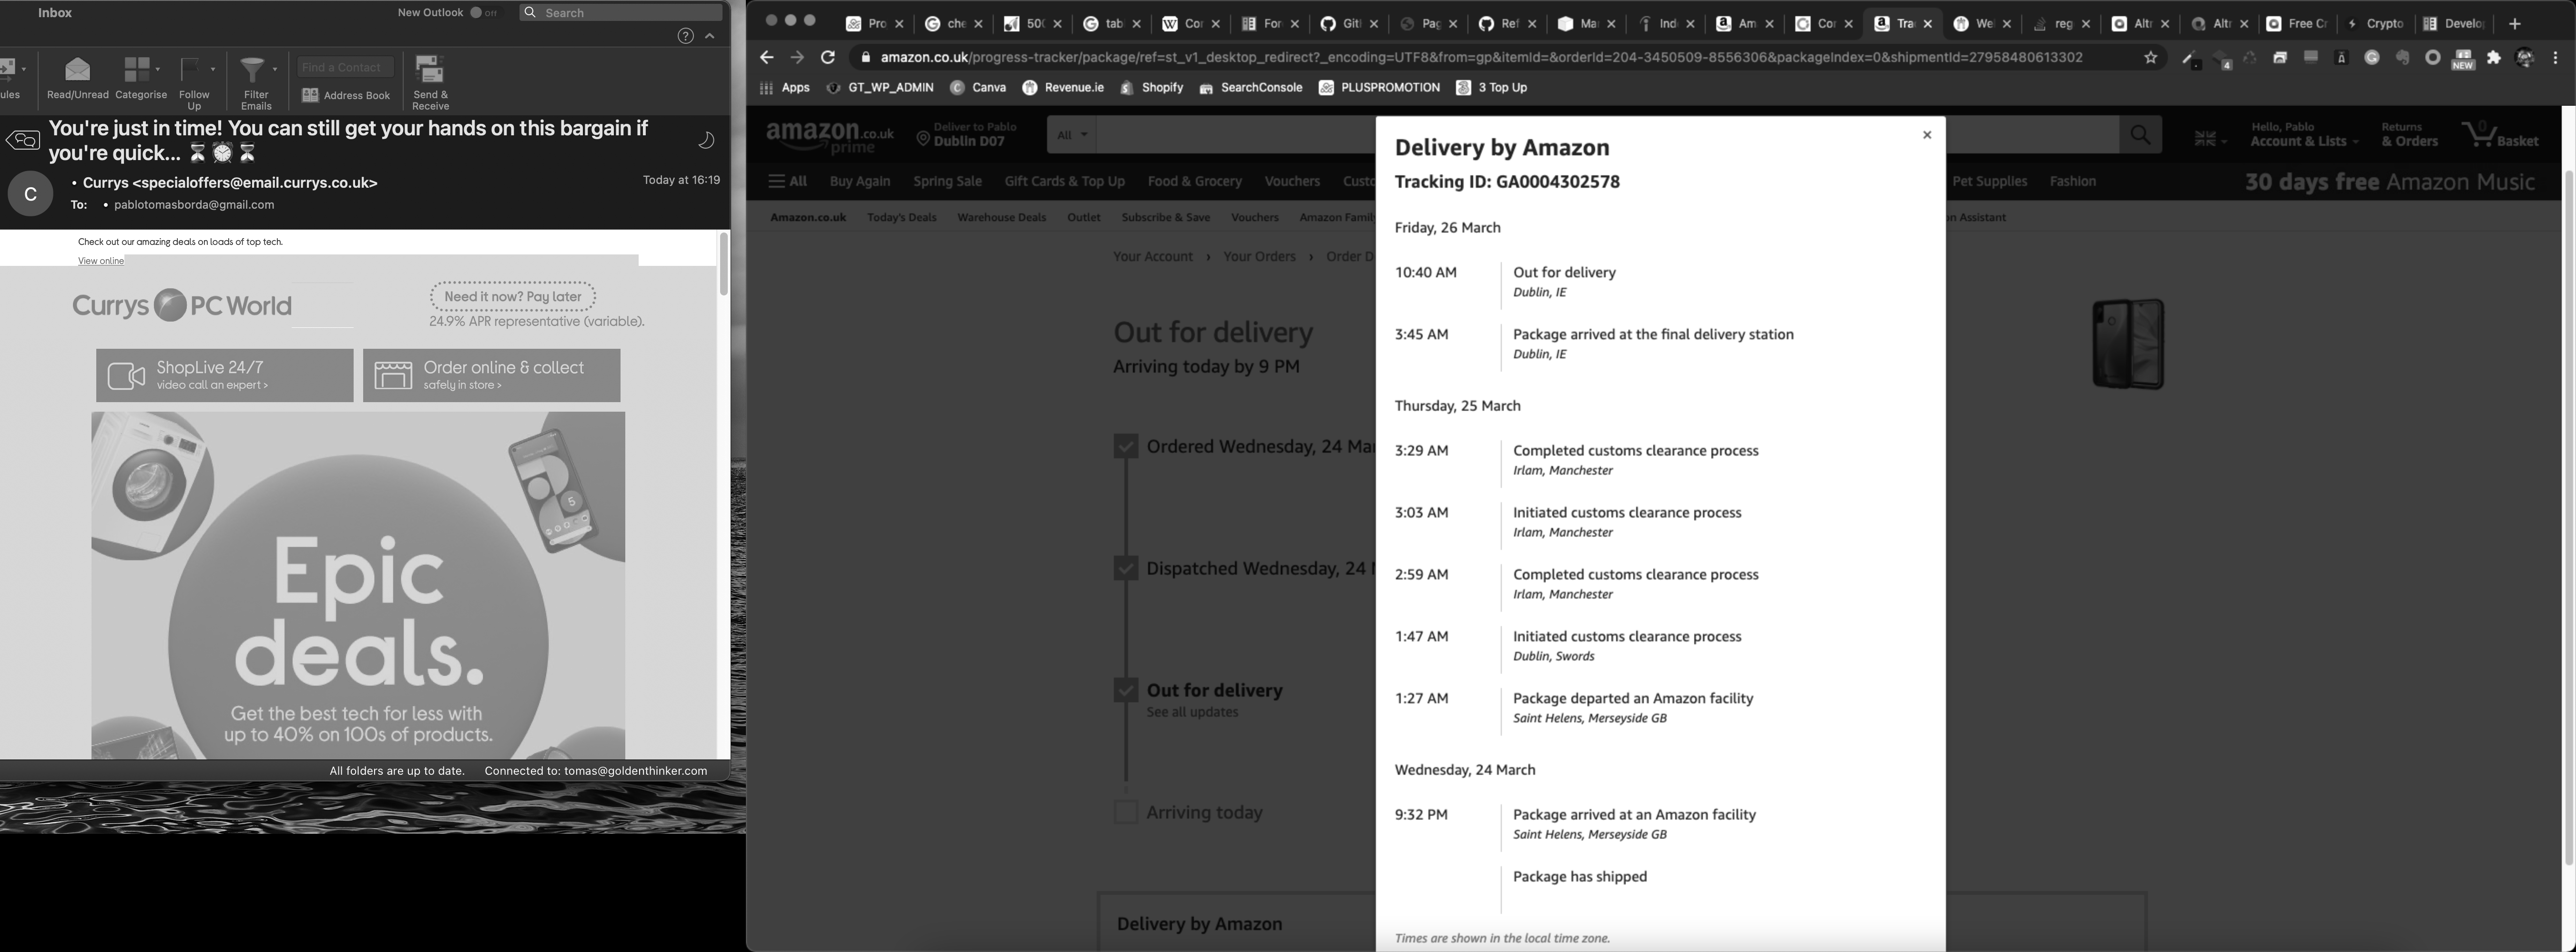 Inbox
New Outlook Off
Search
ules
Read/Unread
Categorise
Follow Up
Filter Emails
Find a Contact
Address Book
Send & Receive
You're just in time! You can still get your hands on this bargain if
you're quick... ⏳⏰⏳
C
• Currys <specialoffers@email.currys.co.uk>
Today at 16:19
To: • pablotomasborda@gmail.com
Check out our amazing deals on loads of top tech.
View online
Currys PC World
Need it now? Pay later
24.9% APR representative (variable).
ShopLive 24/7
video call an expert >
Order online & collect
safely in store >
5
Epic
deals.
Get the best tech for less with
up to 40% on 100s of products.
All folders are up to date. Connected to: tomas@goldenthinker.com
Pro
che
500
tab
Cor
For
Gitl
Pag
Ref
Ma
Ind
Am
Cor
Tra
Wel
reg
Altr
Altr
Free Cr
Crypto
Develo
amazon.co.uk/progress-tracker/package/ref=st_v1_desktop_redirect?_encoding=UTF8&from=gp&itemId=&orderId=204-3450509-8556306&packageIndex=0&shipmentId=27958480613302
4
NEW
Apps
GT_WP_ADMIN
Canva
Revenue.ie
Shopify
SearchConsole
PLUSPROMOTION
3 Top Up
amazon.co.uk
prime
Deliver to Pablo
Dublin D07
All
Hello, Pablo
Account & Lists
Returns
& Orders
0
Basket
All
Buy Again
Spring Sale
Gift Cards & Top Up
Food & Grocery
Vouchers
Custo
Pet Supplies
Fashion
30 days free Amazon Music
Amazon.co.uk
Today's Deals
Warehouse Deals
Outlet
Subscribe & Save
Vouchers
Amazon Famil
on Assistant
Your Account › Your Orders › Order D
Out for delivery
Arriving today by 9 PM
Ordered Wednesday, 24 Mar
Dispatched Wednesday, 24 M
Out for delivery
See all updates
Arriving today
Delivery by Amazon
Delivery by Amazon
Tracking ID: GA0004302578
Friday, 26 March
10:40 AM Out for delivery
Dublin, IE
3:45 AM Package arrived at the final delivery station
Dublin, IE
Thursday, 25 March
3:29 AM Completed customs clearance process
Irlam, Manchester
3:03 AM Initiated customs clearance process
Irlam, Manchester
2:59 AM Completed customs clearance process
Irlam, Manchester
1:47 AM Initiated customs clearance process
Dublin, Swords
1:27 AM Package departed an Amazon facility
Saint Helens, Merseyside GB
Wednesday, 24 March
9:32 PM Package arrived at an Amazon facility
Saint Helens, Merseyside GB
Package has shipped
Times are shown in the local time zone.